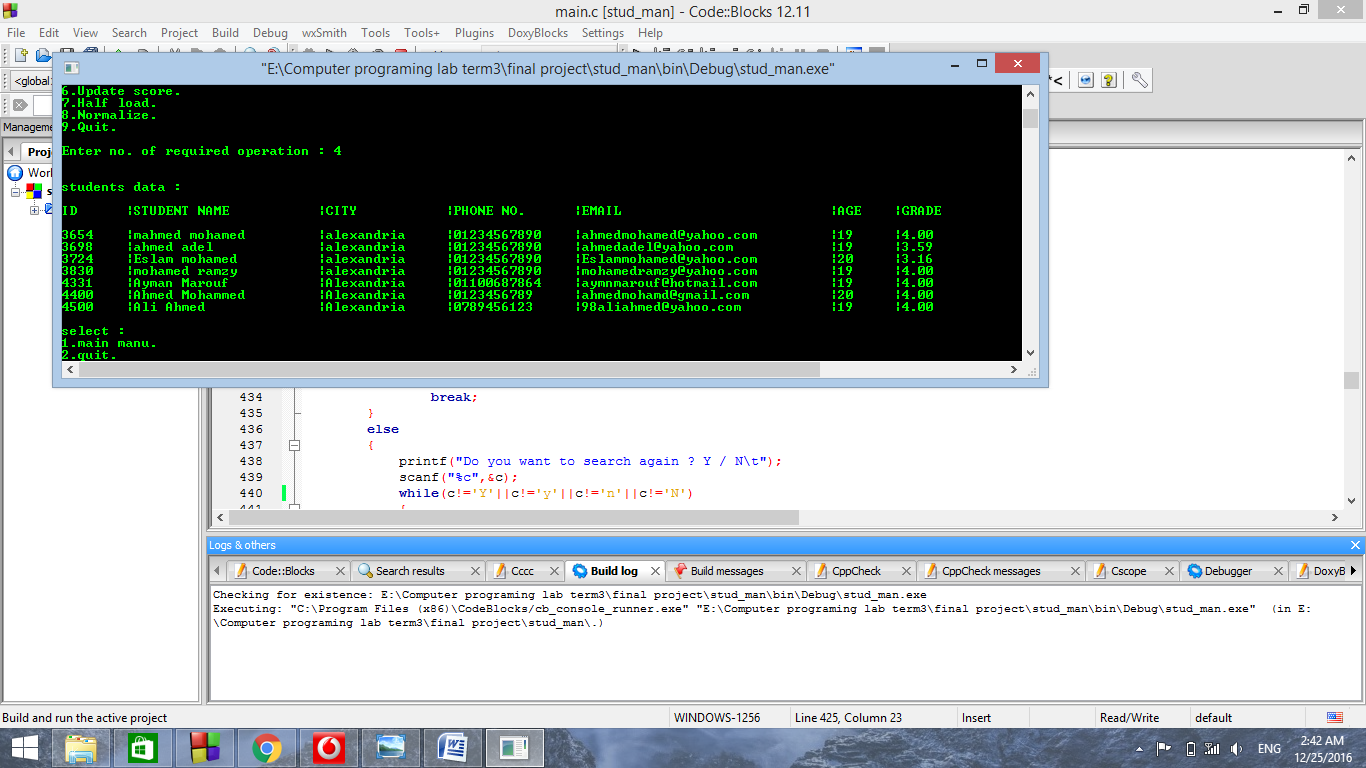 main.c [stud_man] - Code::Blocks 12.11
File Edit View Search Project Build Debug wxSmith Tools Tools+ Plugins DoxyBlocks Settings Help
<global
*<
Manageme
Proj
Work
s
"E:\Computer programing lab term3\final project\stud_man\bin\Debug\stud_man.exe"
6.Update score.
7.Half load.
8.Normalize.
9.Quit.
Enter no. of required operation : 4
students data :
ID ¦STUDENT NAME ¦CITY ¦PHONE NO. ¦EMAIL ¦AGE ¦GRADE
3654 ¦mahmed mohamed ¦alexandria ¦01234567890 ¦ahmedmohamed@yahoo.com ¦19 ¦4.00
3698 ¦ahmed adel ¦alexandria ¦01234567890 ¦ahmedadel@yahoo.com ¦19 ¦3.59
3724 ¦Eslam mohamed ¦alexandria ¦01234567890 ¦Eslammohamed@yahoo.com ¦20 ¦3.16
3830 ¦mohamed ramzy ¦Alexandria ¦01234567890 ¦mohamedramzy@yahoo.com ¦19 ¦4.00
4331 ¦Ayman Marouf ¦Alexandria ¦01100687864 ¦aymnmarouf@hotmail.com ¦19 ¦4.00
4400 ¦Ahmed Mohammed ¦Alexandria ¦0123456789 ¦ahmedmohamd@gmail.com ¦20 ¦4.00
4500 ¦Ali Ahmed ¦Alexandria ¦0789456123 ¦98aliahmed@yahoo.com ¦19 ¦4.00
select :
1.main manu.
2.quit.
434 break;
435 }
436 else
437 {
438 printf("Do you want to search again ? Y / N\t");
439 scanf("%c",&c);
440 while(c!='Y'||c!='y'||c!='n'||c!='N')
441 {
Logs & others
Code::Blocks Search results Cccc Build log Build messages CppCheck CppCheck messages Cscope Debugger DoxyB
Checking for existence: E:\Computer programing lab term3\final project\stud_man\bin\Debug\stud_man.exe
Executing: "C:\Program Files (x86)\CodeBlocks/cb_console_runner.exe" "E:\Computer programing lab term3\final project\stud_man\bin\Debug\stud_man.exe" (in E:
\Computer programing lab term3\final project\stud_man\.)
Build and run the active project WINDOWS-1256 Line 425, Column 23 Insert Read/Write default
ENG 2:42 AM
12/25/2016